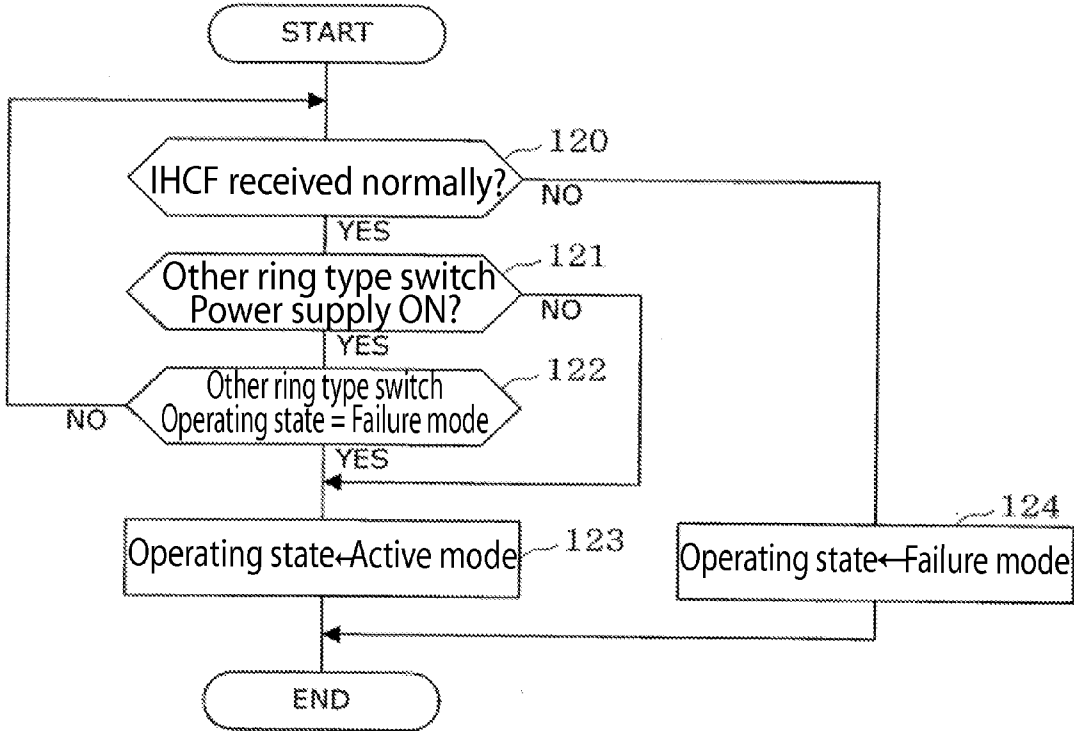 START
120
IHCF received normally?
NO
YES
121
Other ring type switch
Power supply ON?
NO
YES
122
Other ring type switch
Operating state = Failure mode
NO
YES
124
Operating state←Active mode
123
Operating state←Failure mode
END